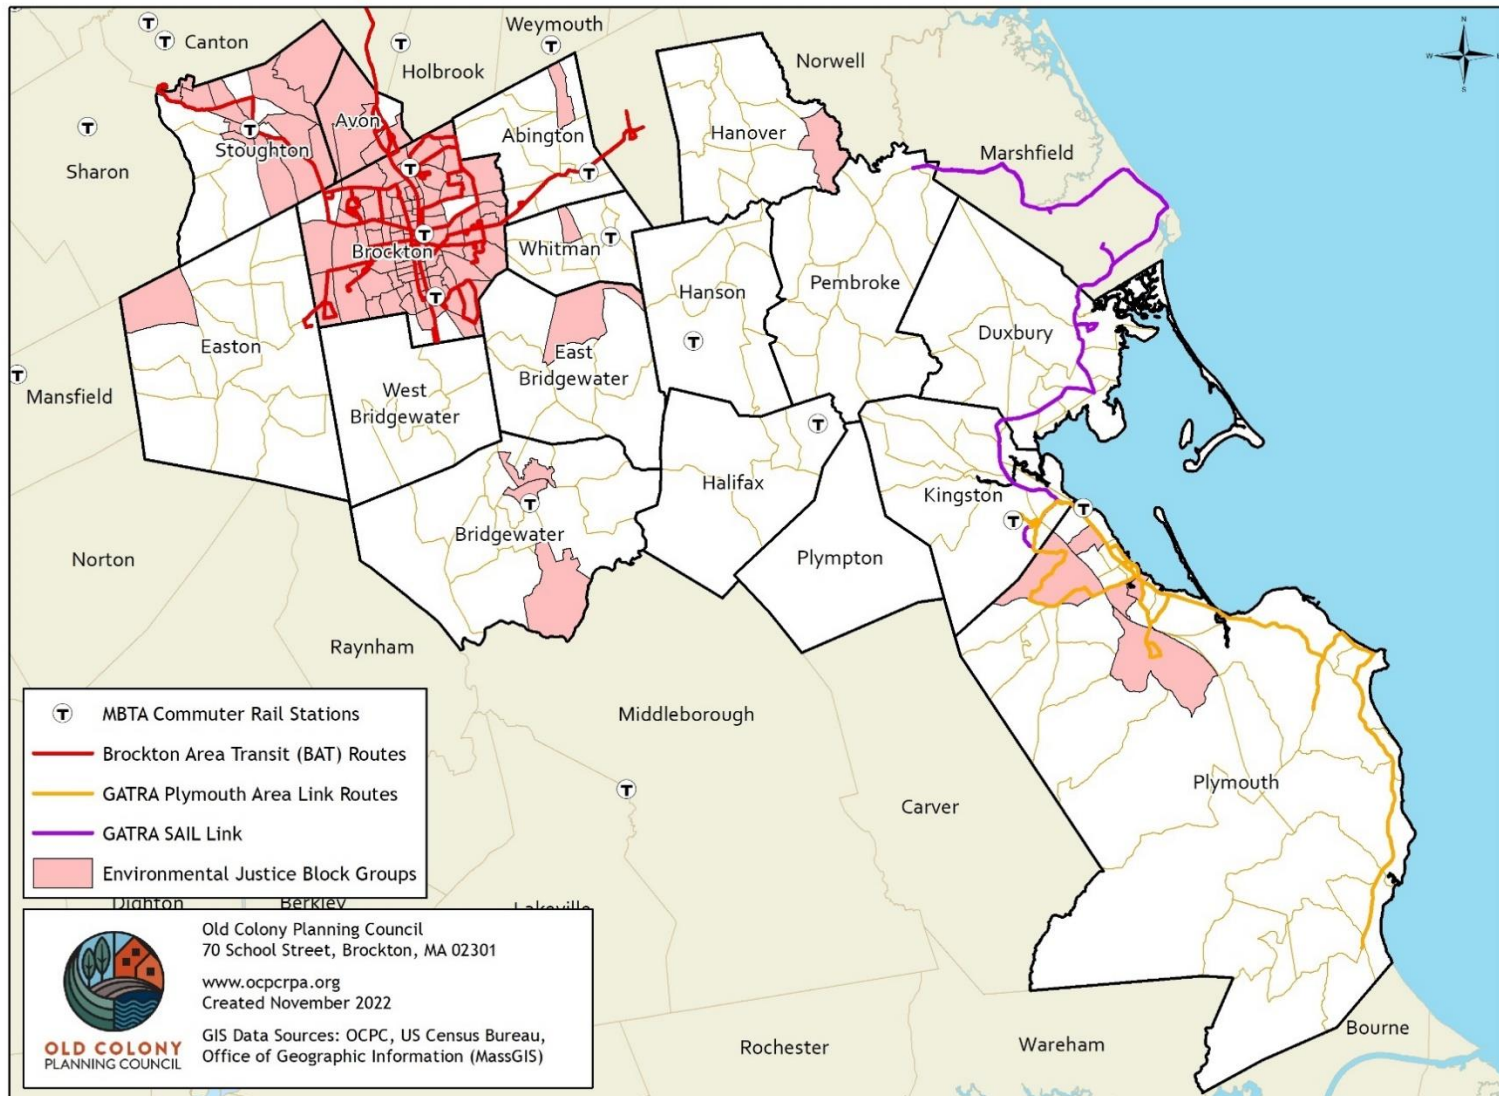 Weymouth
Canton
Holbrook
Norwell
N
W
S
Avon
Abington
Hanover
Stoughton
Marshfield
Sharon
Whitman
Brockton
Hanson
Pembroke
Duxbury
Easton
East
Bridgewater
West
Bridgewater
Mansfield
Halifax
Kingston
Bridgewater
Plympton
Norton
Raynham
Middleborough
Plymouth
Carver
T MBTA Commuter Rail Stations
Brockton Area Transit (BAT) Routes
GATRA Plymouth Area Link Routes
GATRA SAIL Link
Environmental Justice Block Groups
Dighton
Berkley
Lakeville
Old Colony Planning Council
70 School Street, Brockton, MA 02301
www.ocpcrpa.org
Created November 2022
GIS Data Sources: OCPC, US Census Bureau,
Office of Geographic Information (MassGIS)
OLD COLONY
PLANNING COUNCIL
Rochester
Wareham
Bourne